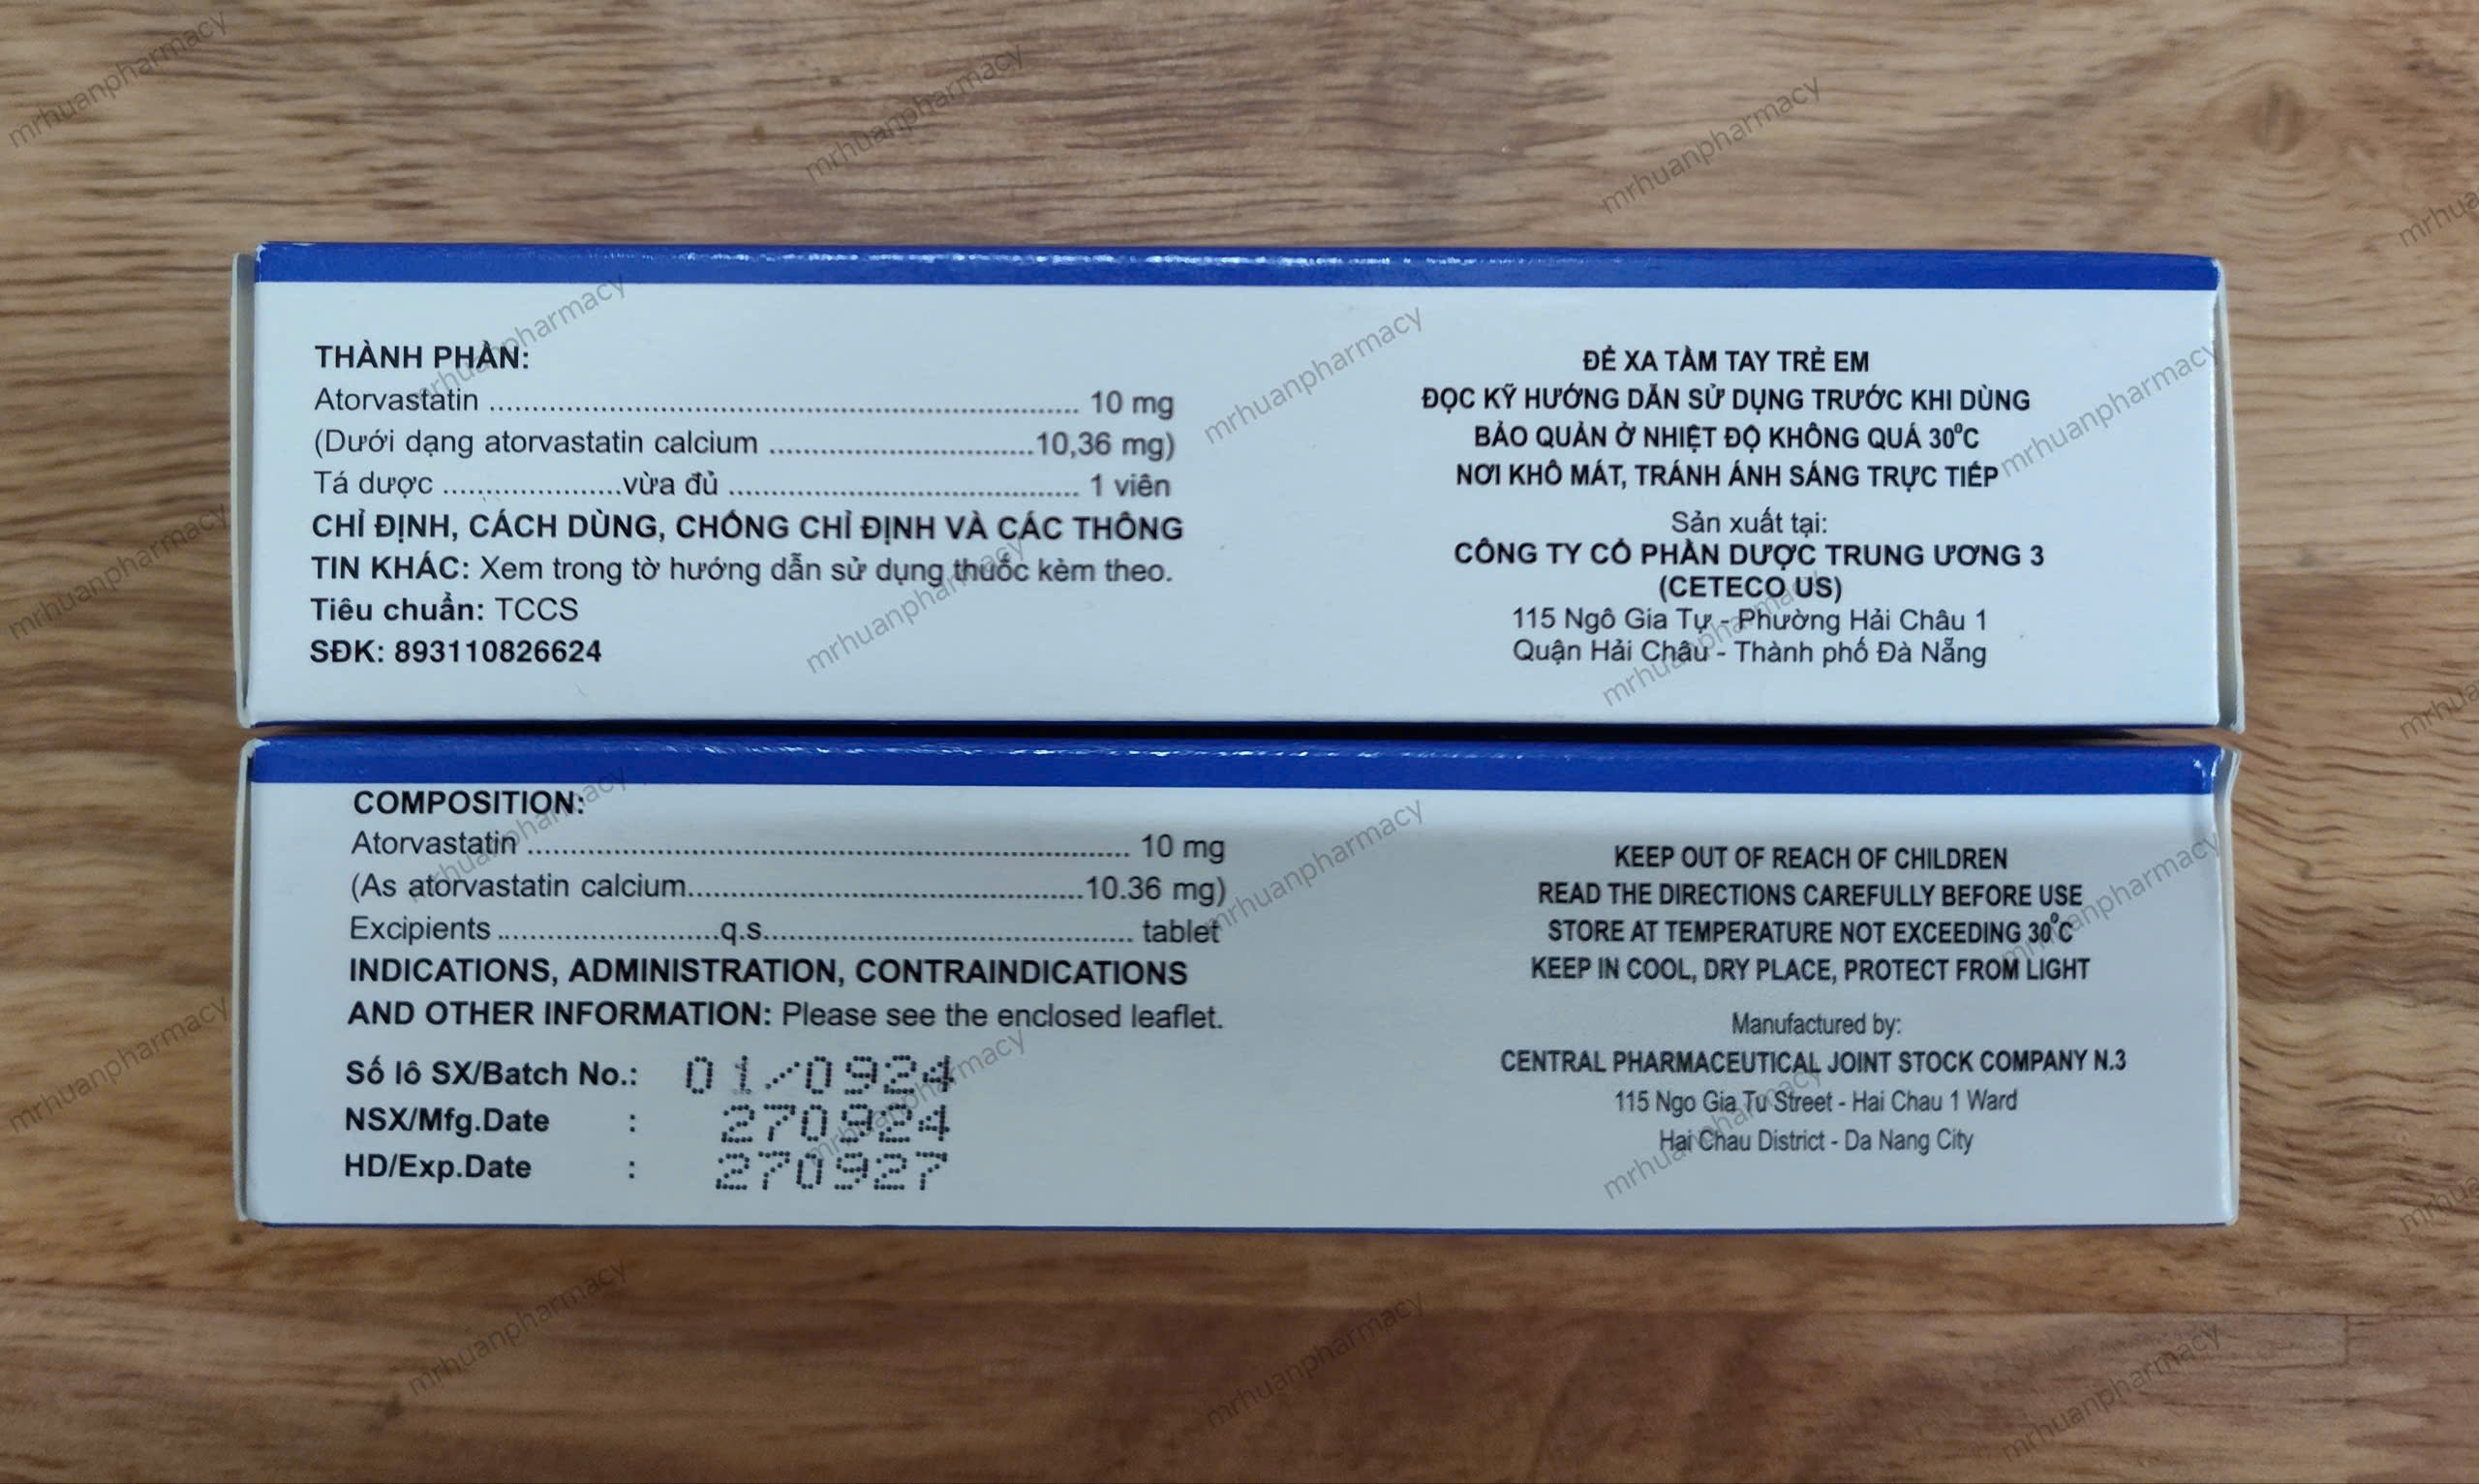 THÀNH PHẦN:
Atorvastatin ........................................................................ 10 mg
(Dưới dạng atorvastatin calcium ................................10,36 mg)
Tá dược .....................vừa đủ .......................................... 1 viên
CHỈ ĐỊNH, CÁCH DÙNG, CHỐNG CHỈ ĐỊNH VÀ CÁC THÔNG
TIN KHÁC: Xem trong tờ hướng dẫn sử dụng thuốc kèm theo.
Tiêu chuẩn: TCCS
SĐK: 893110826624
ĐỂ XA TẦM TAY TRẺ EM
ĐỌC KỸ HƯỚNG DẪN SỬ DỤNG TRƯỚC KHI DÙNG
BẢO QUẢN Ở NHIỆT ĐỘ KHÔNG QUÁ 30°C
NƠI KHÔ MÁT, TRÁNH ÁNH SÁNG TRỰC TIẾP
Sản xuất tại:
CÔNG TY CỔ PHẦN DƯỢC TRUNG ƯƠNG 3
(CETECO US)
115 Ngô Gia Tự - Phường Hải Châu 1
Quận Hải Châu - Thành phố Đà Nẵng
COMPOSITION:
Atorvastatin ......................................................................... 10 mg
(As atorvastatin calcium................................................10.36 mg)
Excipients ...........................q.s............................................. tablet
INDICATIONS, ADMINISTRATION, CONTRAINDICATIONS
AND OTHER INFORMATION: Please see the enclosed leaflet.
Số lô SX/Batch No.: 01/0924
NSX/Mfg.Date : 270924
HD/Exp.Date : 270927
KEEP OUT OF REACH OF CHILDREN
READ THE DIRECTIONS CAREFULLY BEFORE USE
STORE AT TEMPERATURE NOT EXCEEDING 30°C
KEEP IN COOL, DRY PLACE, PROTECT FROM LIGHT
Manufactured by:
CENTRAL PHARMACEUTICAL JOINT STOCK COMPANY N.3
115 Ngo Gia Tu Street - Hai Chau 1 Ward
Hai Chau District - Da Nang City
mrhuanpharmacy